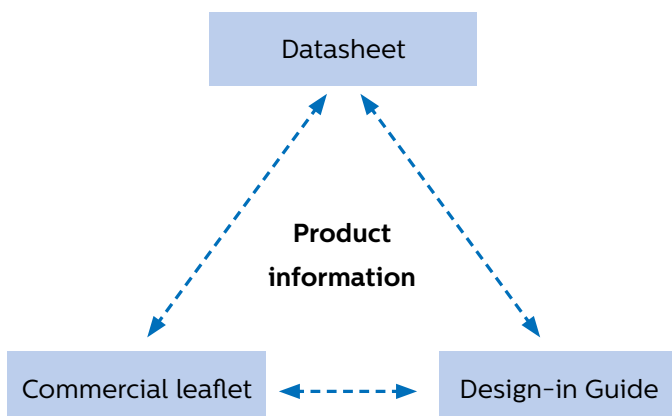 Datasheet
Product
information
Commercial leaflet
Design-in Guide